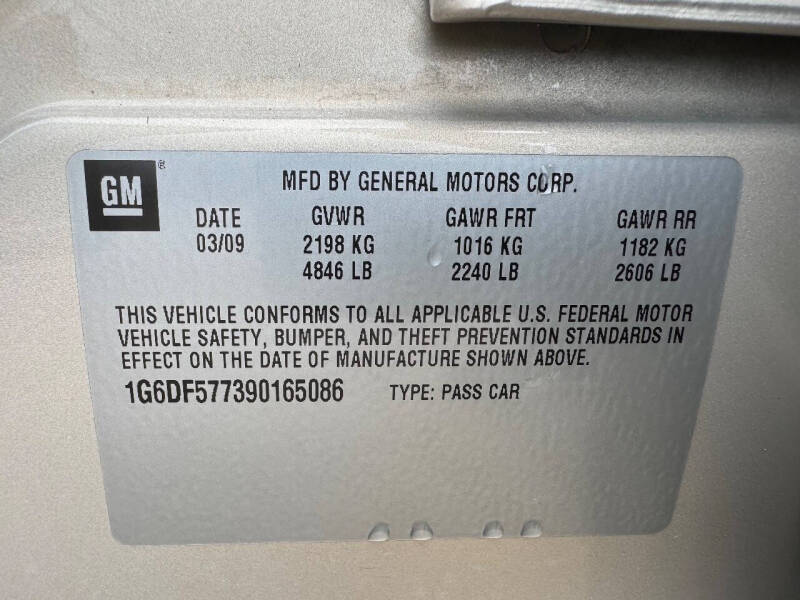 GM ®
MFD BY GENERAL MOTORS CORP.
DATE GVWR GAWR FRT GAWR RR
03/09 2198 KG 1016 KG 1182 KG
4846 LB 2240 LB 2606 LB
THIS VEHICLE CONFORMS TO ALL APPLICABLE U.S. FEDERAL MOTOR
VEHICLE SAFETY, BUMPER, AND THEFT PREVENTION STANDARDS IN
EFFECT ON THE DATE OF MANUFACTURE SHOWN ABOVE.
1G6DF577390165086 TYPE: PASS CAR